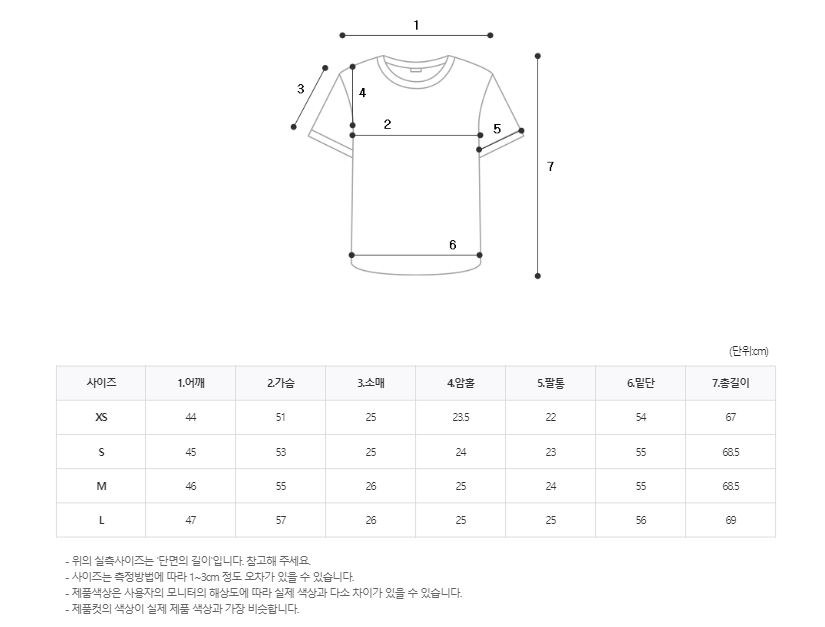 1
3
4
2
5
7
6
(단위:cm)
사이즈 1.어깨 2.가슴 3.소매 4.암홀 5.팔통 6.밑단 7.총길이
XS 44 51 25 23.5 22 54 67
S 45 53 25 24 23 55 68.5
M 46 55 26 25 24 55 68.5
L 47 57 26 25 25 56 69
- 위의 실측사이즈는 '단면의 길이'입니다. 참고해 주세요.
- 사이즈는 측정방법에 따라 1~3cm 정도 오차가 있을 수 있습니다.
- 제품색상은 사용자의 모니터의 해상도에 따라 실제 색상과 다소 차이가 있을 수 있습니다.
- 제품컷의 색상이 실제 제품 색상과 가장 비슷합니다.